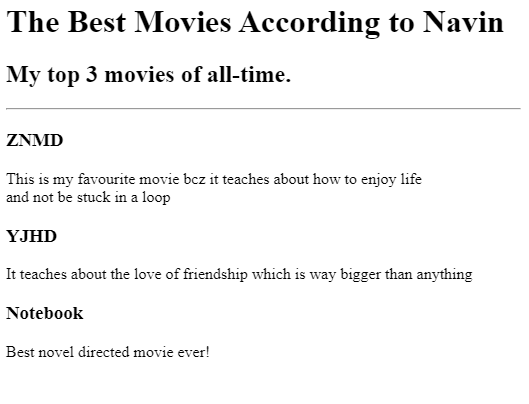 The Best Movies According to Navin
My top 3 movies of all-time.
ZNMD
This is my favourite movie bcz it teaches about how to enjoy life
and not be stuck in a loop
YJHD
It teaches about the love of friendship which is way bigger than anything
Notebook
Best novel directed movie ever!